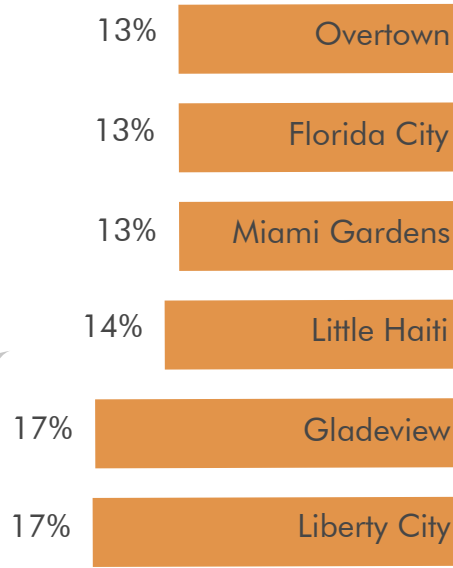 13% Overtown
13% Florida City
13% Miami Gardens
14% Little Haiti
17% Gladeview
17% Liberty City